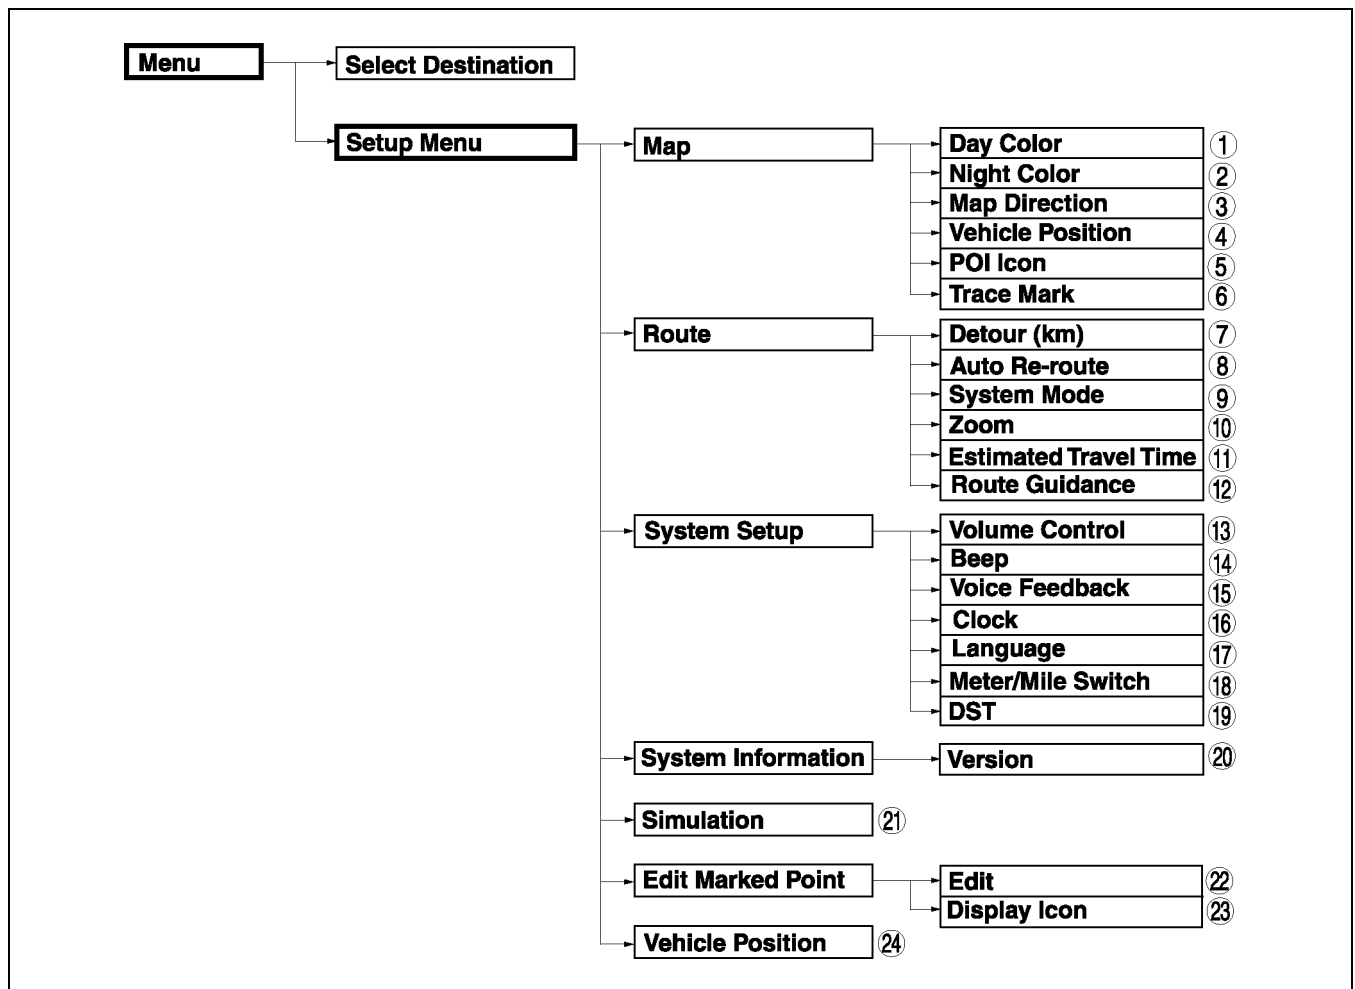 Menu
Select Destination
Setup Menu
Map
Day Color ①
Night Color ②
Map Direction ③
Vehicle Position ④
POI Icon ⑤
Trace Mark ⑥
Route
Detour (km) ⑦
Auto Re-route ⑧
System Mode ⑨
Zoom ⑩
Estimated Travel Time ⑪
Route Guidance ⑫
System Setup
Volume Control ⑬
Beep ⑭
Voice Feedback ⑮
Clock ⑯
Language ⑰
Meter/Mile Switch ⑱
DST ⑲
System Information
Version ⑳
Simulation ㉑
Edit Marked Point
Edit ㉒
Display Icon ㉓
Vehicle Position ㉔